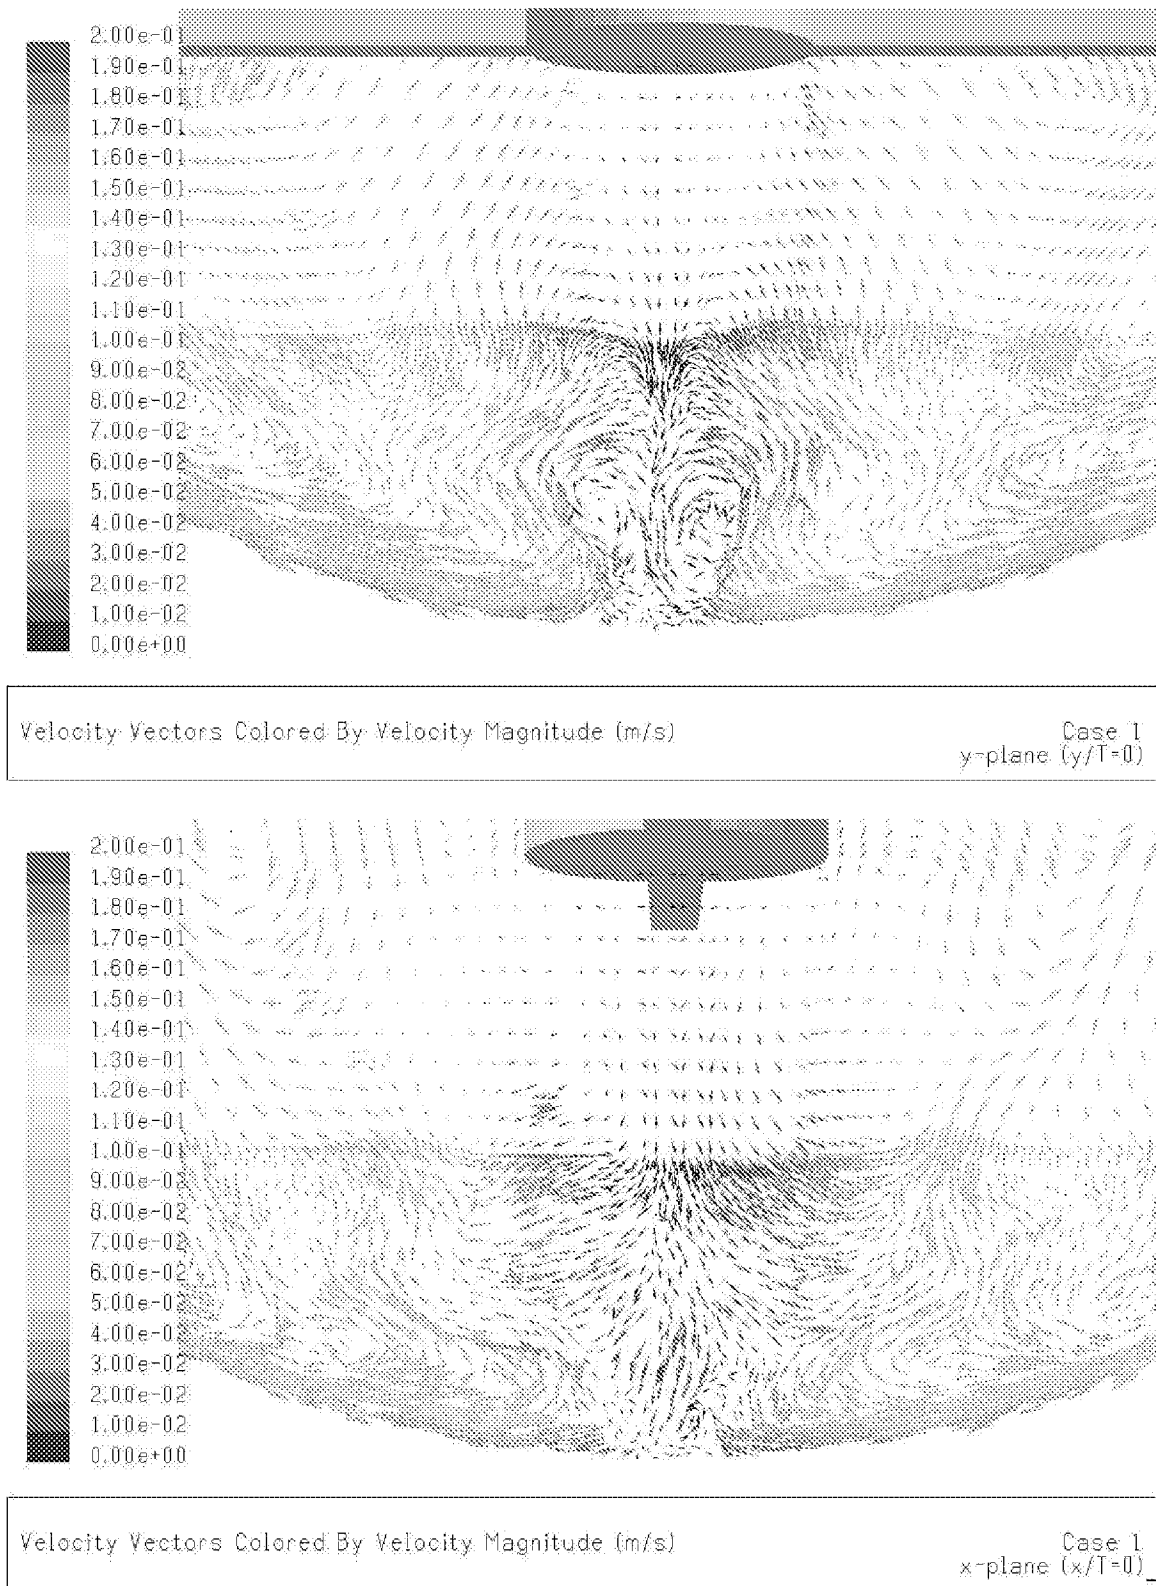 2.00e-01
1.90e-01
1.80e-01
1.70e-01
1.60e-01
1.50e-01
1.40e-01
1.30e-01
1.20e-01
1.10e-01
1.00e-01
9.00e-02
8.00e-02
7.00e-02
6.00e-02
5.00e-02
4.00e-02
3.00e-02
2.00e-02
1.00e-02
0.00e+00
Velocity Vectors Colored By Velocity Magnitude (m/s)
Case 1
y-plane (y/T=0)
2.00e-01
1.90e-01
1.80e-01
1.70e-01
1.60e-01
1.50e-01
1.40e-01
1.30e-01
1.20e-01
1.10e-01
1.00e-01
9.00e-02
8.00e-02
7.00e-02
6.00e-02
5.00e-02
4.00e-02
3.00e-02
2.00e-02
1.00e-02
0.00e+00
Velocity Vectors Colored By Velocity Magnitude (m/s)
Case 1
x-plane (x/T=0)